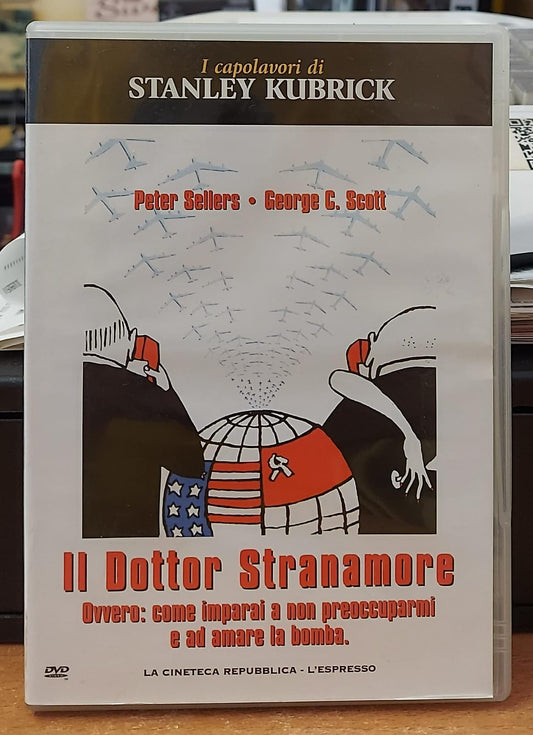 I capolavori di
STANLEY KUBRICK
Peter Sellers • George C. Scott
Il Dottor Stranamore
Ovvero: come imparai a non preoccuparmi
e ad amare la bomba.
DVD
LA CINETECA REPUBBLICA - L'ESPRESSO